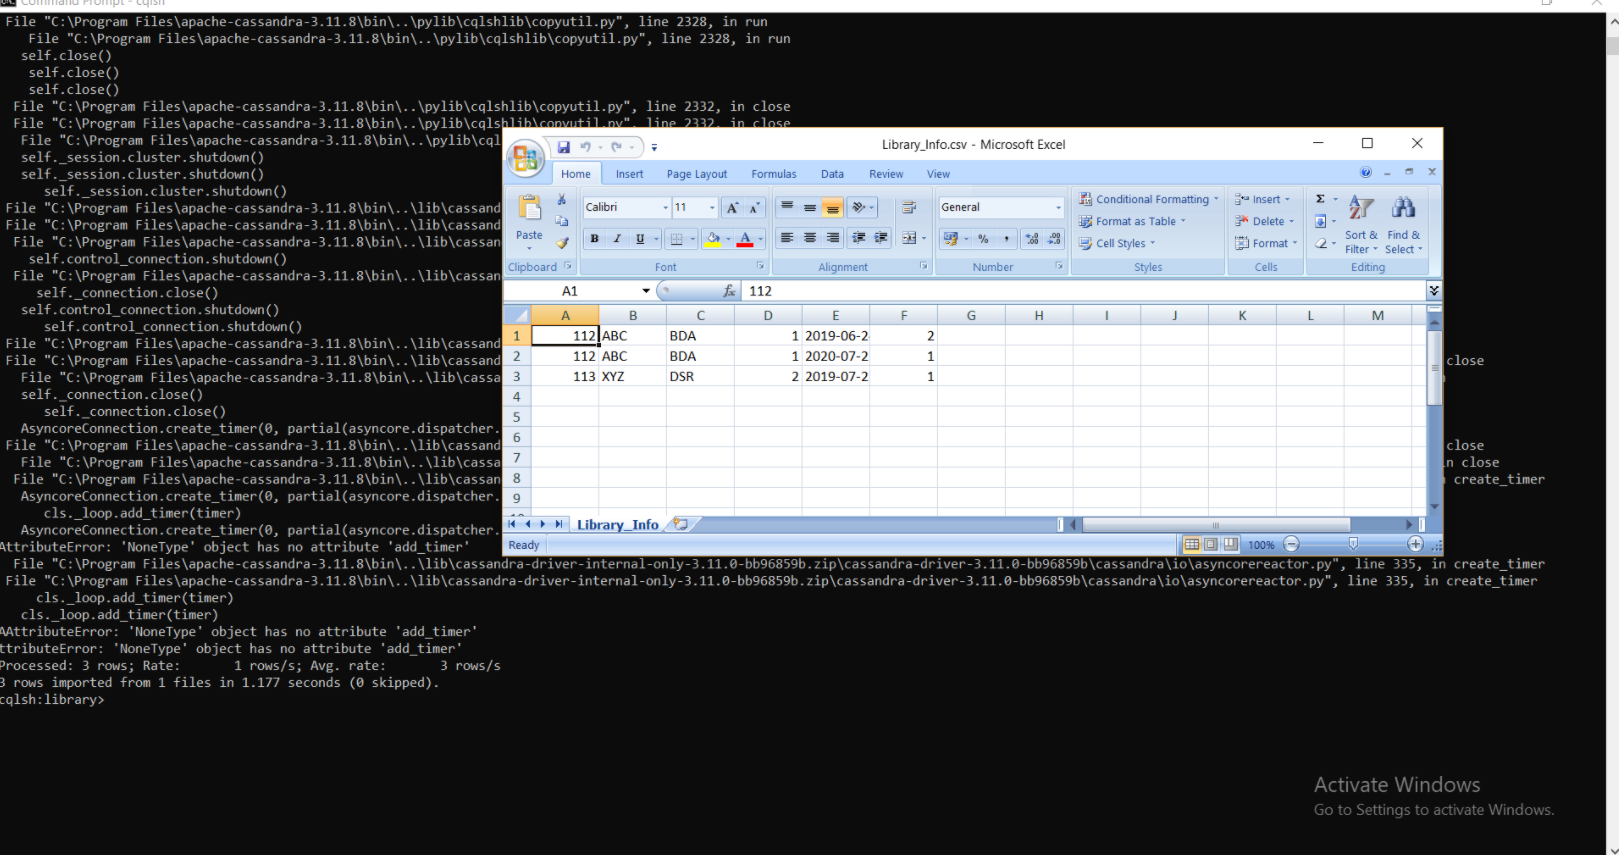 Command Prompt - cqlsh
File "C:\Program Files\apache-cassandra-3.11.8\bin\..\pylib\cqlshlib\copyutil.py", line 2328, in run
File "C:\Program Files\apache-cassandra-3.11.8\bin\..\pylib\cqlshlib\copyutil.py", line 2328, in run
self.close()
self.close()
self.close()
File "C:\Program Files\apache-cassandra-3.11.8\bin\..\pylib\cqlshlib\copyutil.py", line 2332, in close
File "C:\Program Files\apache-cassandra-3.11.8\bin\..\pylib\cqlshlib\copyutil.py", line 2332, in close
File "C:\Program Files\apache-cassandra-3.11.8\bin\..\pylib\cql
self._session.cluster.shutdown()
self._session.cluster.shutdown()
self._session.cluster.shutdown()
File "C:\Program Files\apache-cassandra-3.11.8\bin\..\lib\cassand
File "C:\Program Files\apache-cassandra-3.11.8\bin\..\lib\cassand
File "C:\Program Files\apache-cassandra-3.11.8\bin\..\lib\cassan
self.control_connection.shutdown()
File "C:\Program Files\apache-cassandra-3.11.8\bin\..\lib\cassan
self._connection.close()
self.control_connection.shutdown()
self.control_connection.shutdown()
File "C:\Program Files\apache-cassandra-3.11.8\bin\..\lib\cassand
File "C:\Program Files\apache-cassandra-3.11.8\bin\..\lib\cassand close
File "C:\Program Files\apache-cassandra-3.11.8\bin\..\lib\cassa
self._connection.close()
self._connection.close()
AsyncoreConnection.create_timer(0, partial(asyncore.dispatcher.
File "C:\Program Files\apache-cassandra-3.11.8\bin\..\lib\cassand close
File "C:\Program Files\apache-cassandra-3.11.8\bin\..\lib\cassa n close
File "C:\Program Files\apache-cassandra-3.11.8\bin\..\lib\cassan create_timer
AsyncoreConnection.create_timer(0, partial(asyncore.dispatcher.
cls._loop.add_timer(timer)
AsyncoreConnection.create_timer(0, partial(asyncore.dispatcher.
AttributeError: 'NoneType' object has no attribute 'add_timer'
File "C:\Program Files\apache-cassandra-3.11.8\bin\..\lib\cassandra-driver-internal-only-3.11.0-bb96859b.zip\cassandra-driver-3.11.0-bb96859b\cassandra\io\asyncorereactor.py", line 335, in create_timer
File "C:\Program Files\apache-cassandra-3.11.8\bin\..\lib\cassandra-driver-internal-only-3.11.0-bb96859b.zip\cassandra-driver-3.11.0-bb96859b\cassandra\io\asyncorereactor.py", line 335, in create_timer
cls._loop.add_timer(timer)
cls._loop.add_timer(timer)
AAttributeError: 'NoneType' object has no attribute 'add_timer'
ttributeError: 'NoneType' object has no attribute 'add_timer'
Processed: 3 rows; Rate: 1 rows/s; Avg. rate: 3 rows/s
3 rows imported from 1 files in 1.177 seconds (0 skipped).
cqlsh:library>
Library_Info.csv - Microsoft Excel
Home Insert Page Layout Formulas Data Review View
Paste Calibri 11 General Conditional Formatting Insert
Format as Table Delete
Cell Styles Format
Sort & Filter Find & Select
Clipboard Font Alignment Number Styles Cells Editing
A1 fx 112
A B C D E F G H I J K L M
1 112 ABC BDA 1 2019-06-2 2
2 112 ABC BDA 1 2020-07-2 1
3 113 XYZ DSR 2 2019-07-2 1
4
5
6
7
8
9
Library_Info
Ready 100%
Activate Windows
Go to Settings to activate Windows.